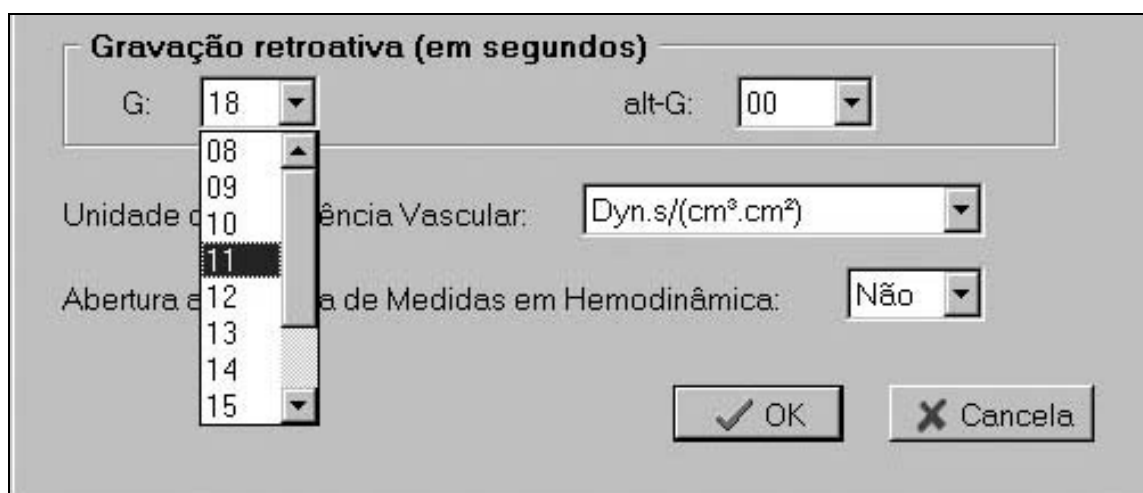 Gravação retroativa (em segundos)
G: 18 alt-G: 00
08
09
10
11
12
13
14
15
Unidade ência Vascular: Dyn.s/(cm³.cm²)
Abertura a de Medidas em Hemodinâmica: Não
OK Cancela